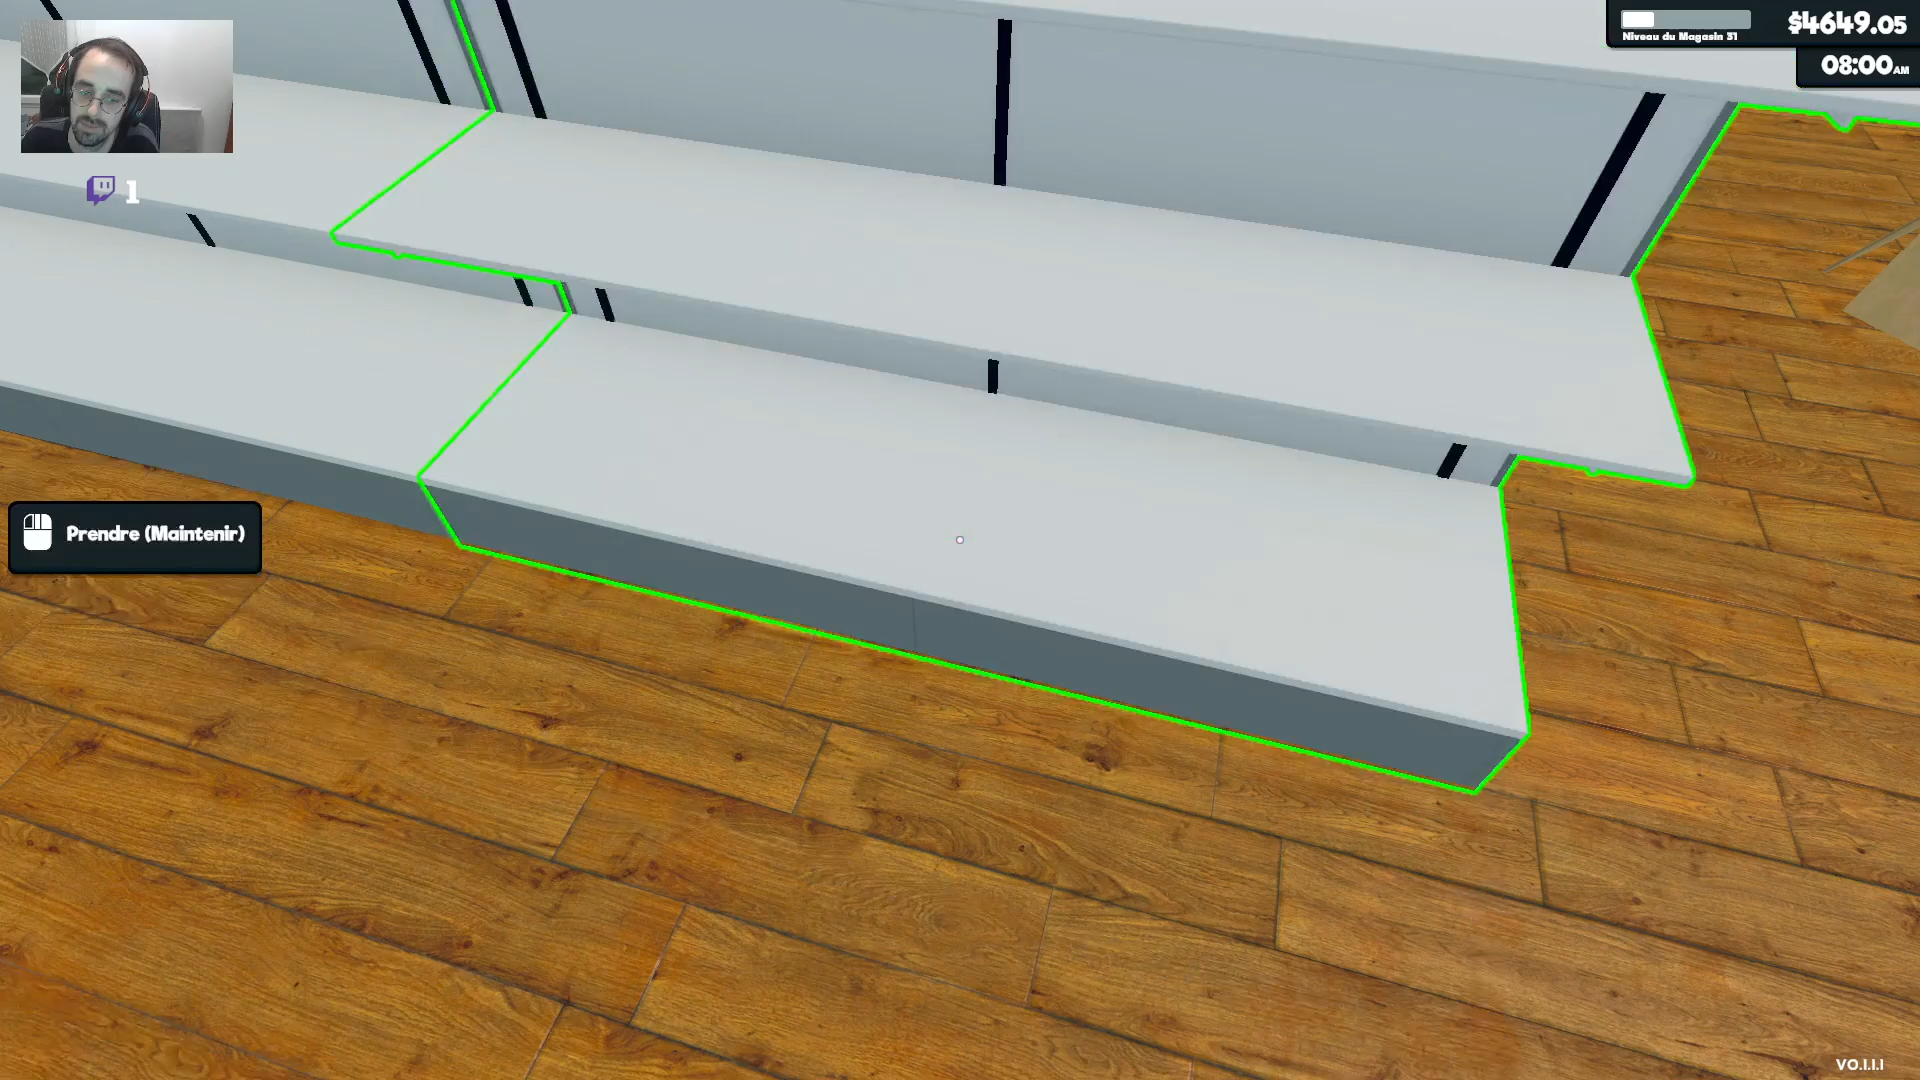 $4649.05
Niveau du Magasin 31
08:00AM
1
Prendre (Maintenir)
V0.1.1.1